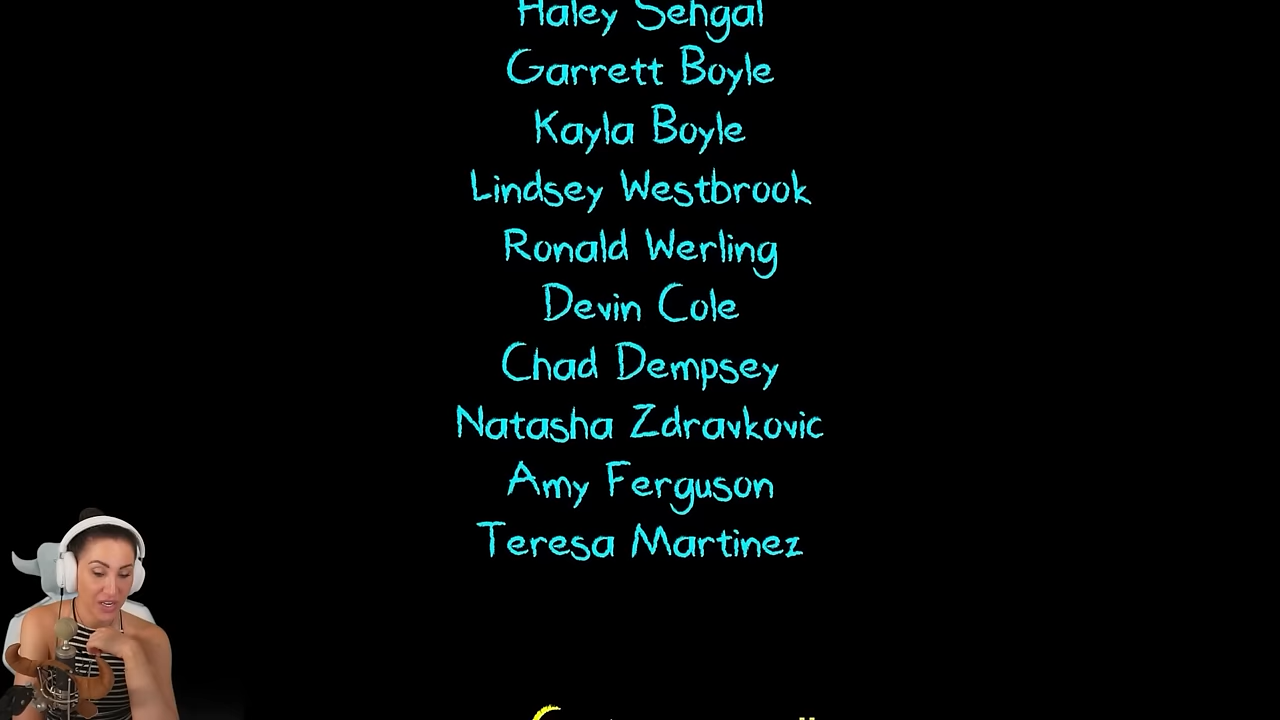 Haley Sehgal
Garrett Boyle
Kayla Boyle
Lindsey Westbrook
Ronald Werling
Devin Cole
Chad Dempsey
Natasha Zdravkovic
Amy Ferguson
Teresa Martinez